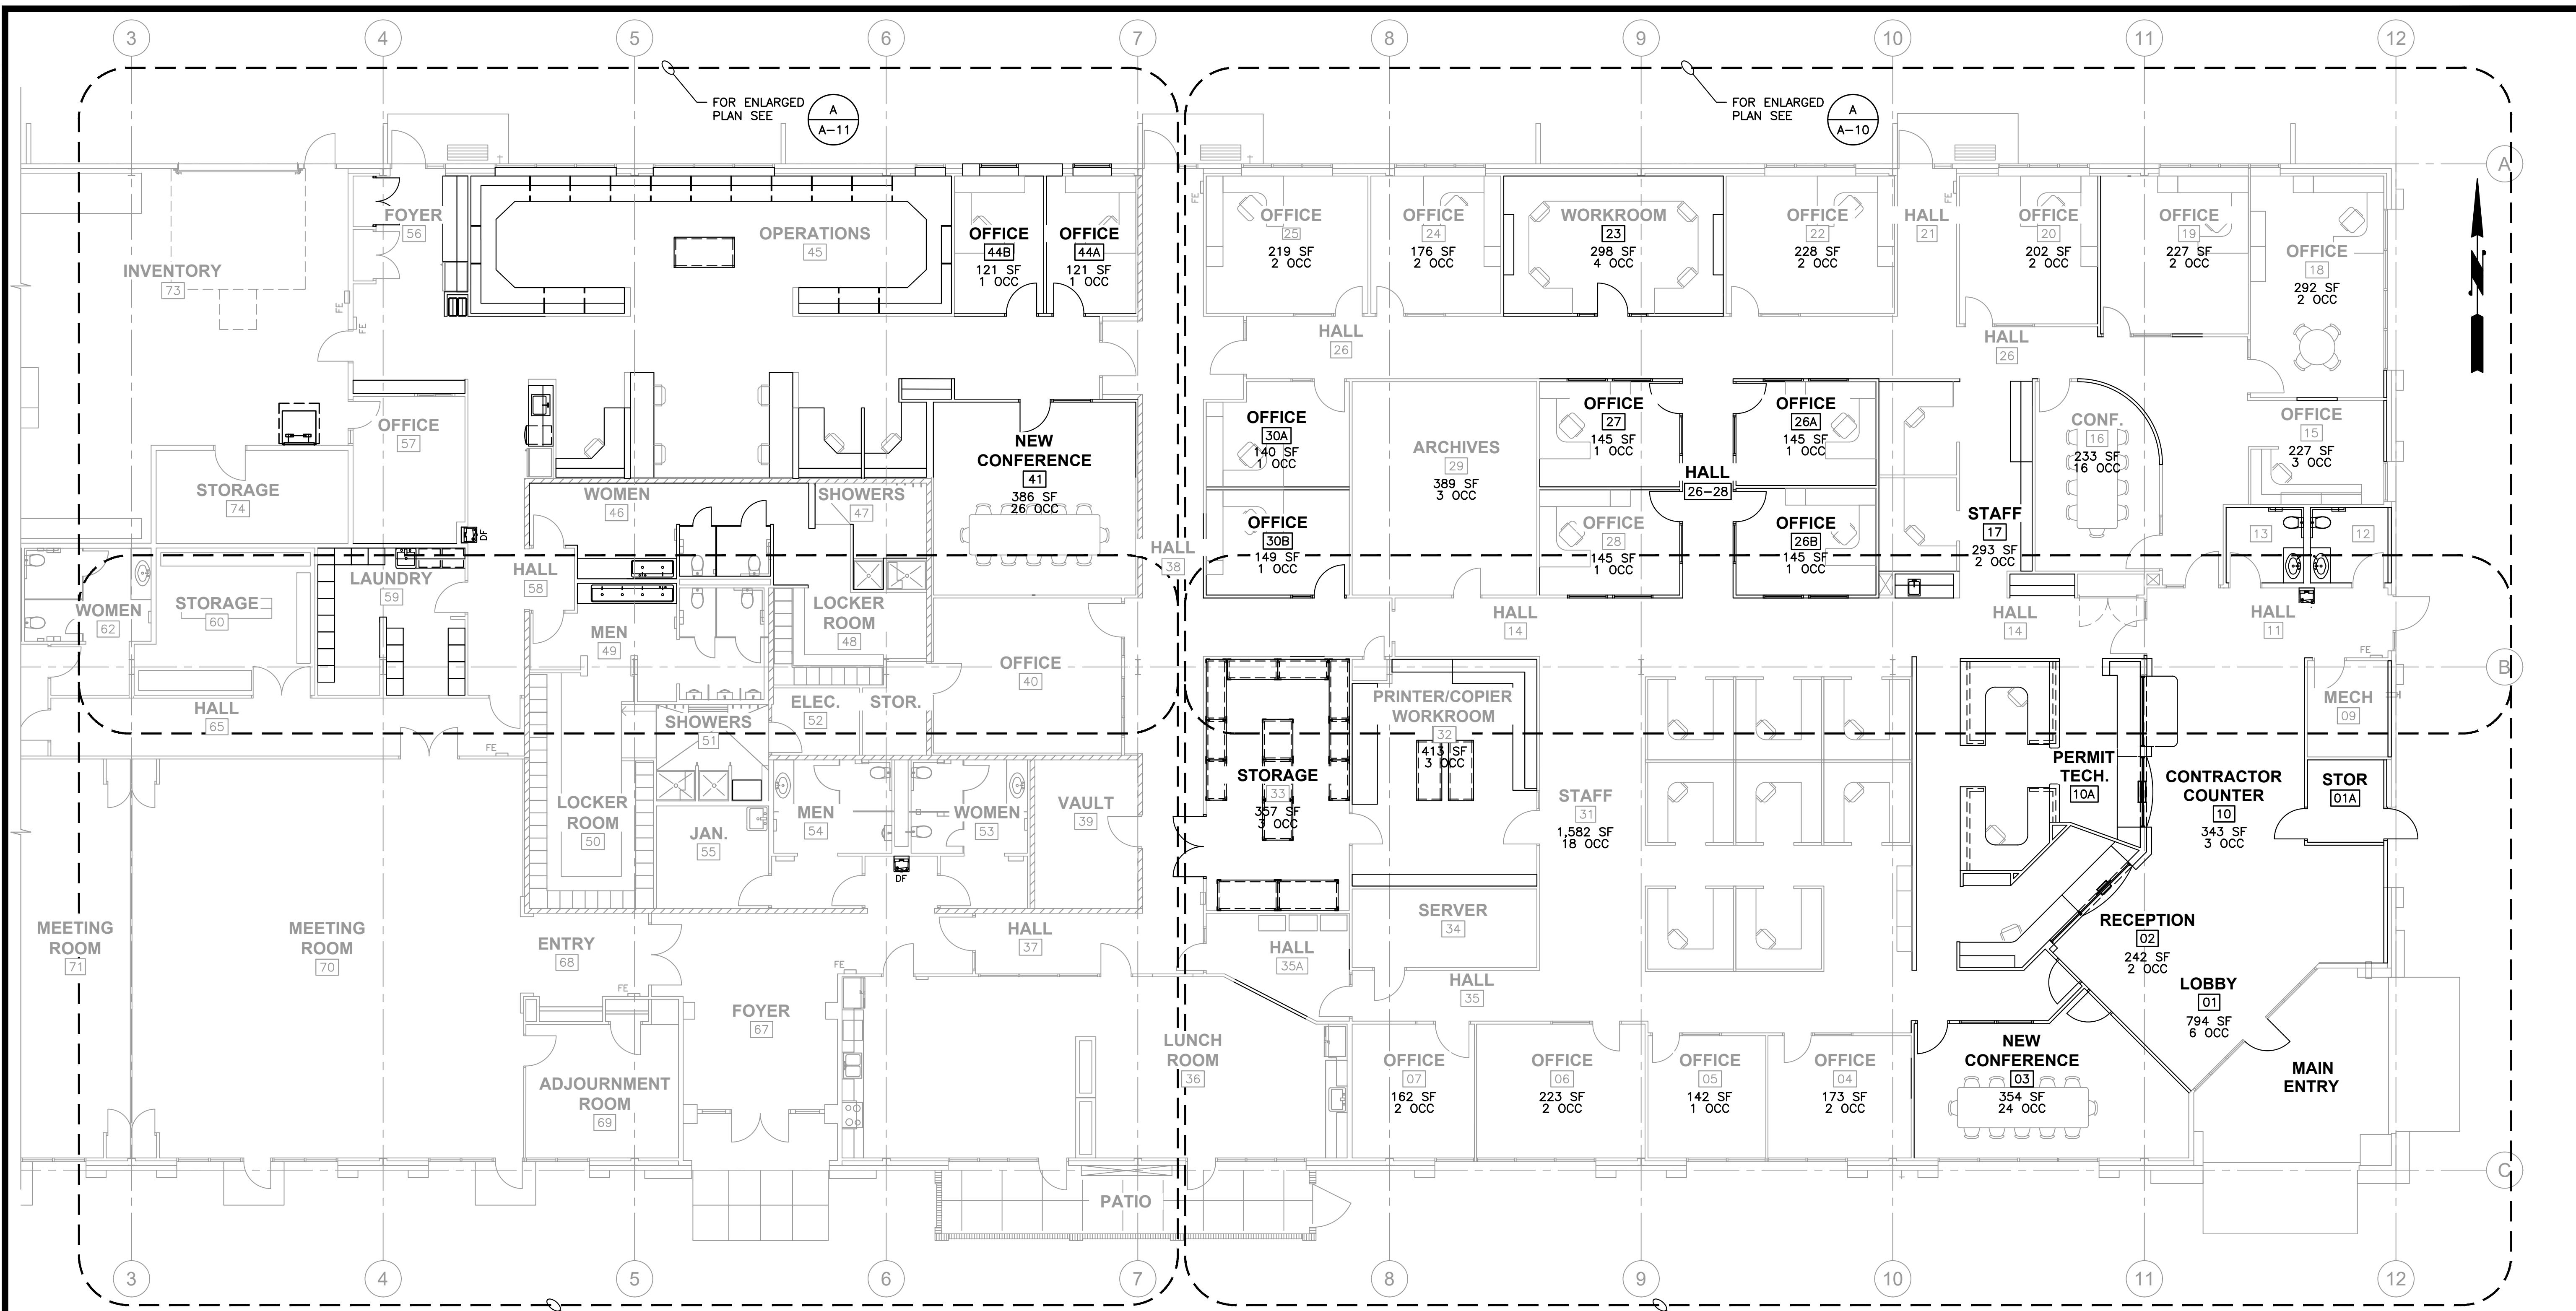 3 4 5 6 7 8 9 10 11 12
FOR ENLARGED
PLAN SEE
A
A-11
FOR ENLARGED
PLAN SEE
A
A-10
A
N
INVENTORY
73
FOYER
56
FE
FE
OPERATIONS
45
OFFICE
44B
121 SF
1 OCC
OFFICE
44A
121 SF
1 OCC
FE
OFFICE
25
219 SF
2 OCC
OFFICE
24
176 SF
2 OCC
WORKROOM
23
298 SF
4 OCC
OFFICE
22
228 SF
2 OCC
HALL
21
FE
OFFICE
20
202 SF
2 OCC
OFFICE
19
227 SF
2 OCC
OFFICE
18
292 SF
2 OCC
HALL
26
HALL
26
OFFICE
57
STORAGE
74
DF
NEW
CONFERENCE
41
386 SF
26 OCC
WOMEN
46
SHOWERS
47
OFFICE
30A
140 SF
1 OCC
ARCHIVES
29
389 SF
3 OCC
OFFICE
27
145 SF
1 OCC
OFFICE
26A
145 SF
1 OCC
HALL
26-28
CONF.
16
233 SF
16 OCC
OFFICE
15
227 SF
3 OCC
OFFICE
30B
149 SF
1 OCC
OFFICE
28
145 SF
1 OCC
OFFICE
26B
145 SF
1 OCC
STAFF
17
293 SF
2 OCC
13
12
HALL
38
WOMEN
62
STORAGE
60
LAUNDRY
59
HALL
58
MEN
49
LOCKER
ROOM
48
OFFICE
40
HALL
14
HALL
14
HALL
11
FE
B
HALL
65
FE
SHOWERS
51
ELEC.
52
STOR.
PRINTER/COPIER
WORKROOM
32
413 SF
3 OCC
MECH
09
STORAGE
33
357 SF
3 OCC
STAFF
31
1,582 SF
18 OCC
PERMIT
TECH.
10A
CONTRACTOR
COUNTER
10
343 SF
3 OCC
STOR
01A
LOCKER
ROOM
50
JAN.
55
MEN
54
WOMEN
53
VAULT
39
DF
MEETING
ROOM
71
MEETING
ROOM
70
ENTRY
68
FE
FE
HALL
37
HALL
35A
SERVER
34
HALL
35
RECEPTION
02
242 SF
2 OCC
LOBBY
01
794 SF
6 OCC
FOYER
67
ADJOURNMENT
ROOM
69
LUNCH
ROOM
36
OFFICE
07
162 SF
2 OCC
OFFICE
06
223 SF
2 OCC
OFFICE
05
142 SF
1 OCC
OFFICE
04
173 SF
2 OCC
NEW
CONFERENCE
03
354 SF
24 OCC
MAIN
ENTRY
C
PATIO
3 4 5 6 7 8 9 10 11 12